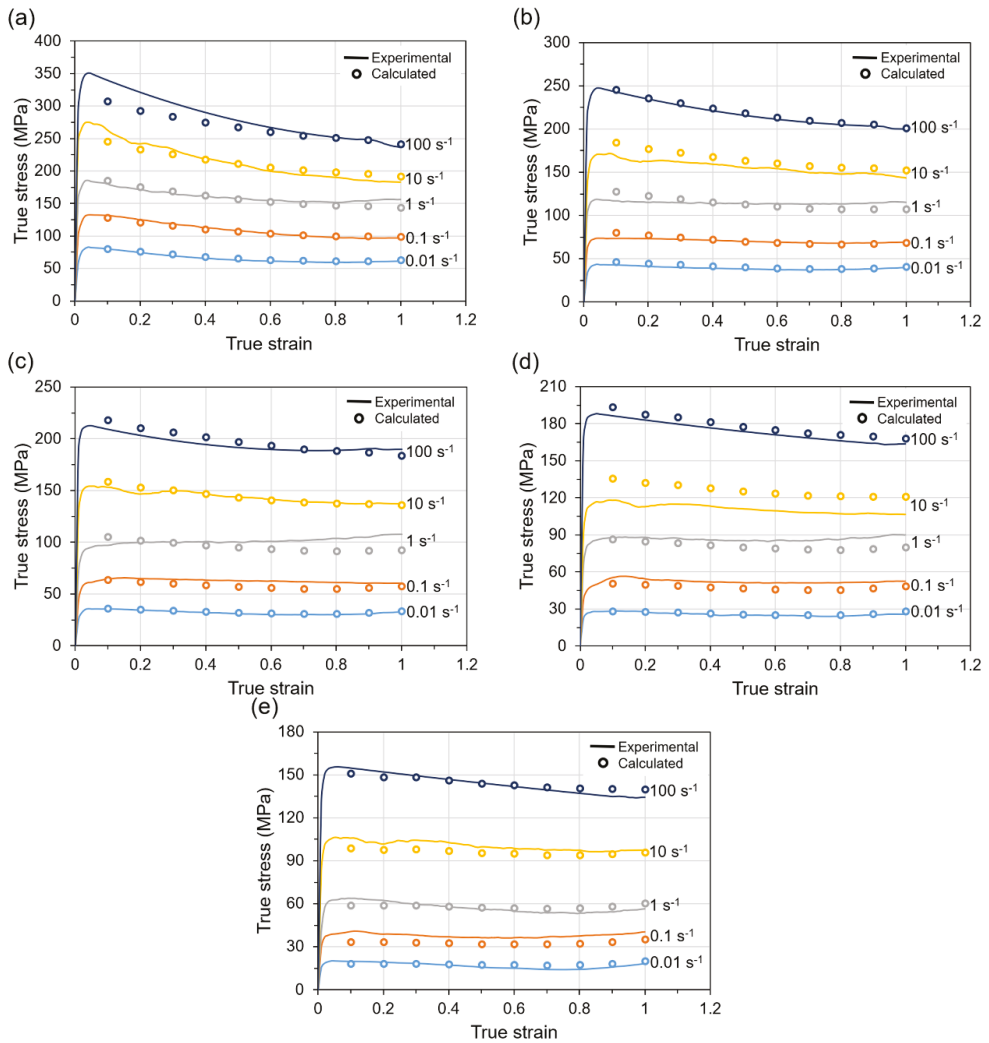 (a)
400
350
300
250
200
150
100
50
0
True stress (MPa)
Experimental
Calculated
100 s⁻¹
10 s⁻¹
1 s⁻¹
0.1 s⁻¹
0.01 s⁻¹
0 0.2 0.4 0.6 0.8 1 1.2
True strain
(b)
300
250
200
150
100
50
0
True stress (MPa)
Experimental
Calculated
100 s⁻¹
10 s⁻¹
1 s⁻¹
0.1 s⁻¹
0.01 s⁻¹
0 0.2 0.4 0.6 0.8 1 1.2
True strain
(c)
250
200
150
100
50
0
True stress (MPa)
Experimental
Calculated
100 s⁻¹
10 s⁻¹
1 s⁻¹
0.1 s⁻¹
0.01 s⁻¹
0 0.2 0.4 0.6 0.8 1 1.2
True strain
(d)
210
180
150
120
90
60
30
0
True stress (MPa)
Experimental
Calculated
100 s⁻¹
10 s⁻¹
1 s⁻¹
0.1 s⁻¹
0.01 s⁻¹
0 0.2 0.4 0.6 0.8 1 1.2
True strain
(e)
180
150
120
90
60
30
0
True stress (MPa)
Experimental
Calculated
100 s⁻¹
10 s⁻¹
1 s⁻¹
0.1 s⁻¹
0.01 s⁻¹
0 0.2 0.4 0.6 0.8 1 1.2
True strain